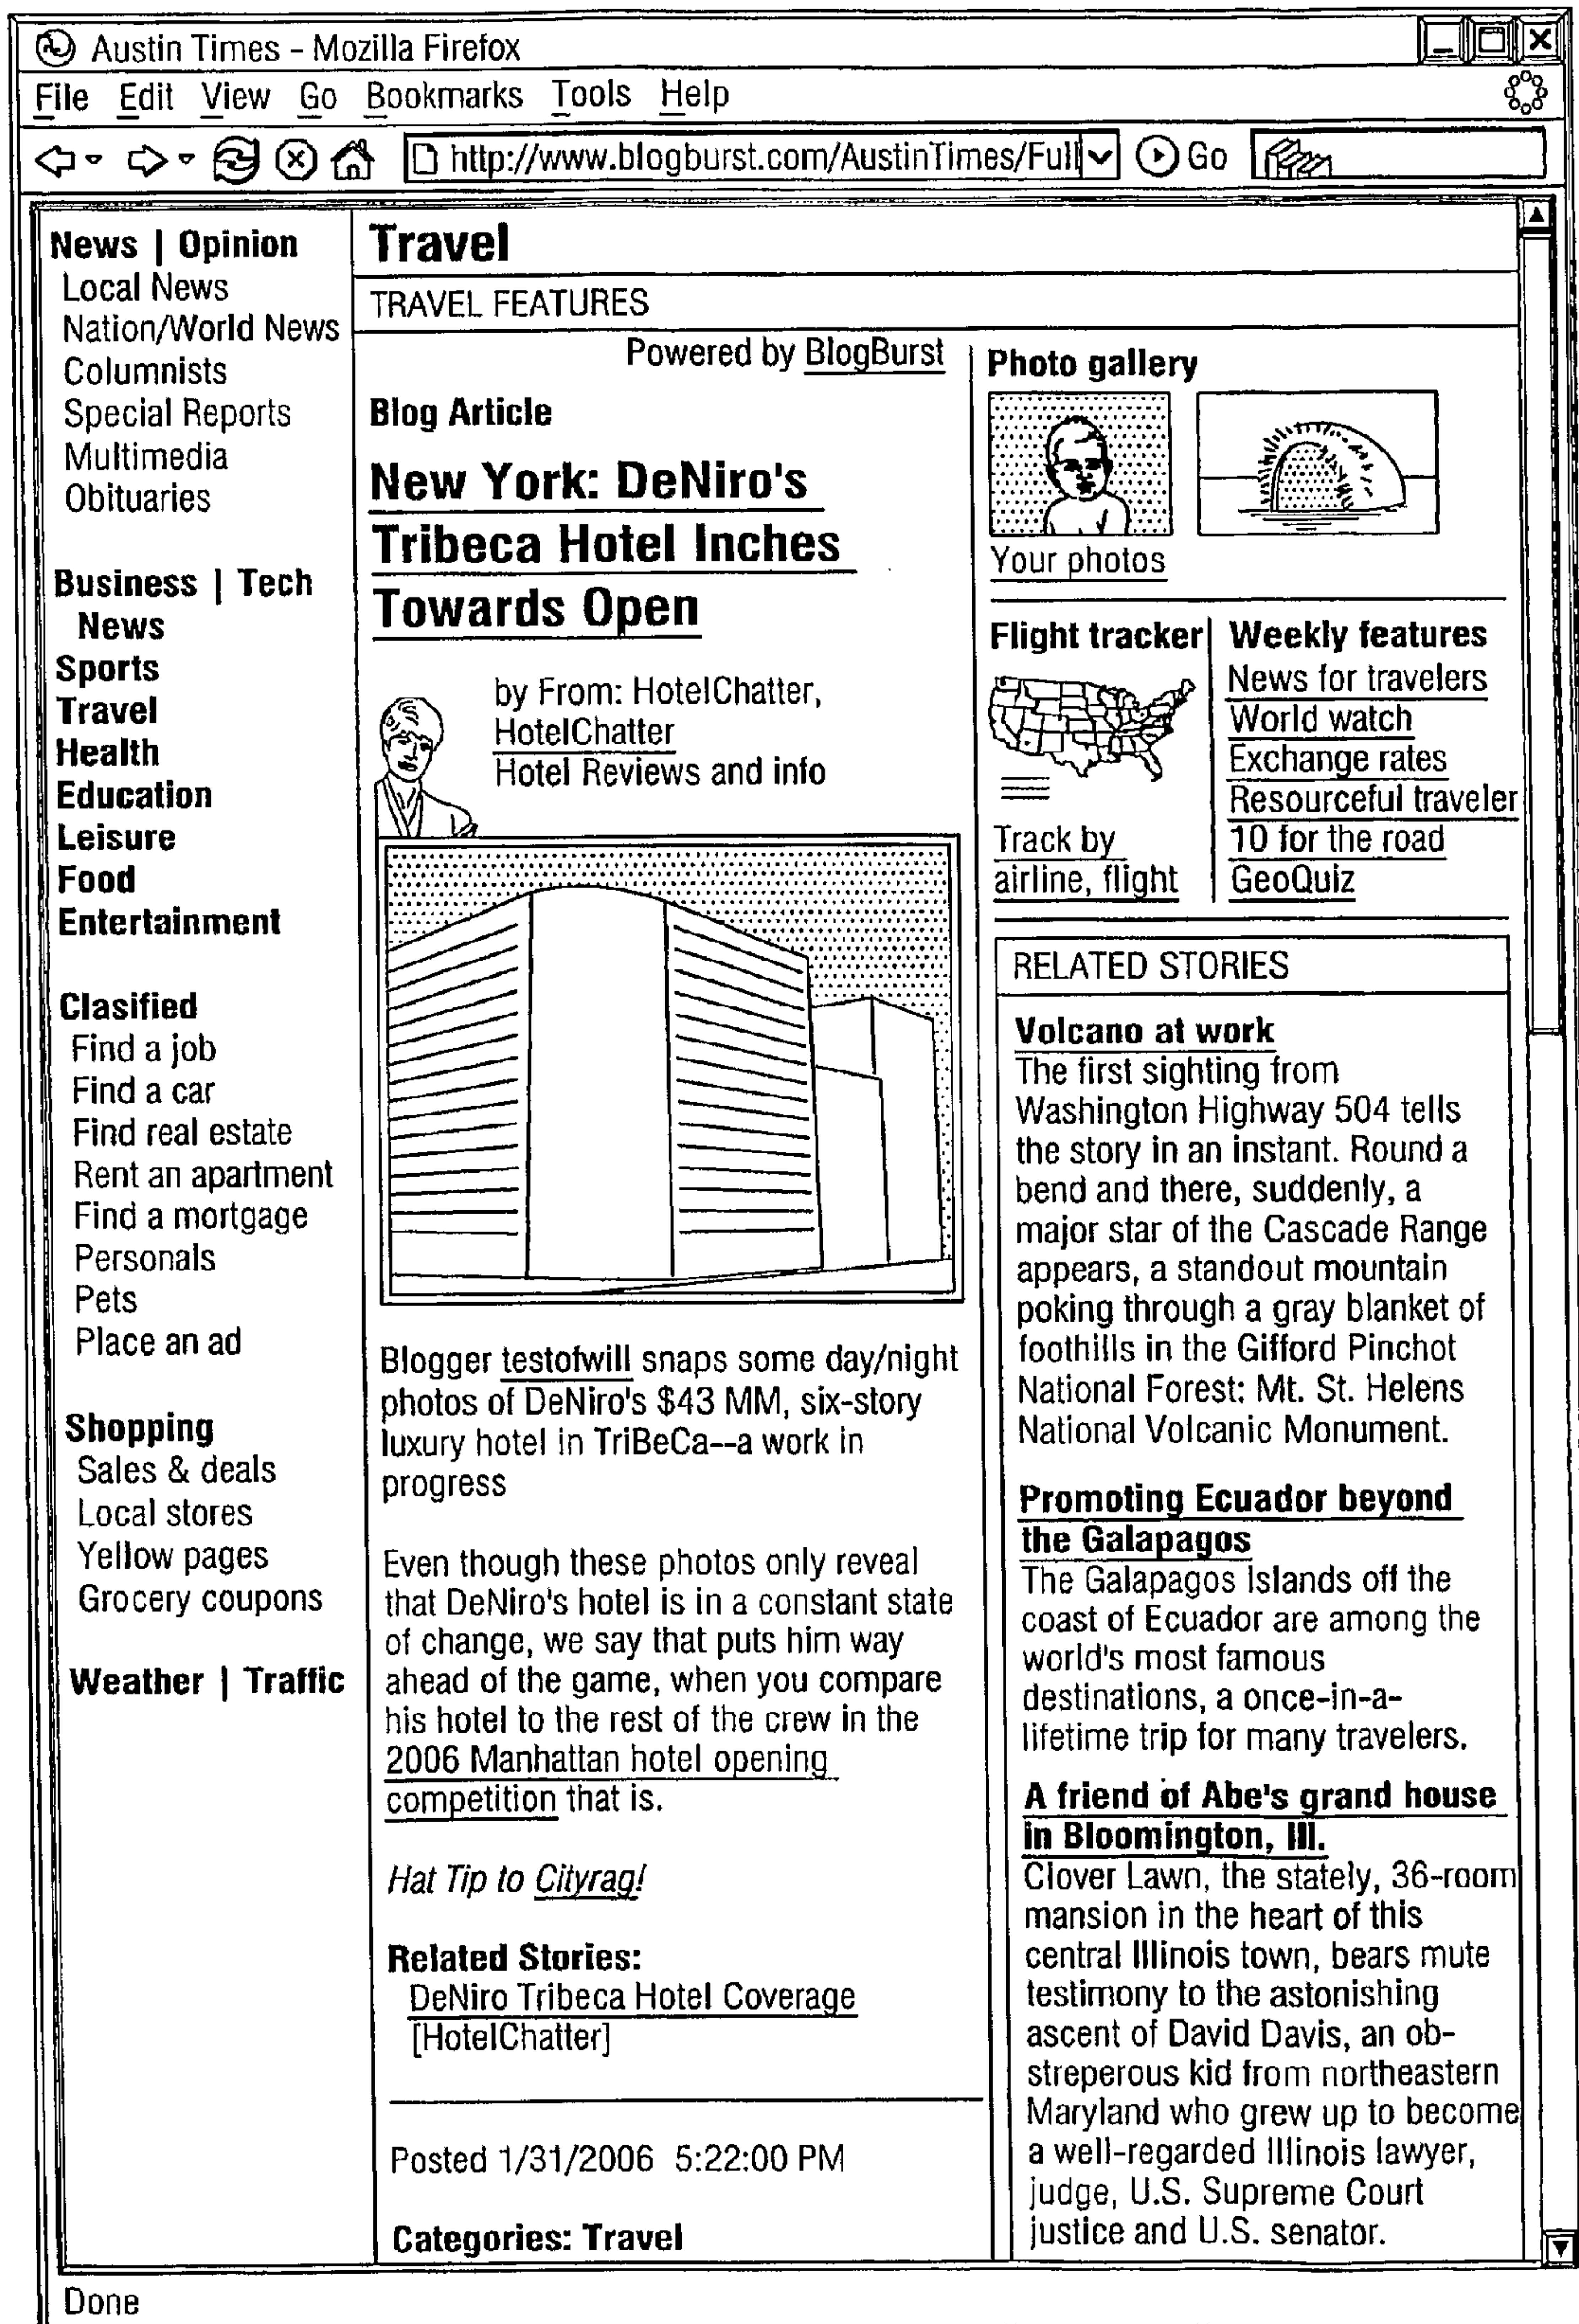 Austin Times - Mozilla Firefox
File Edit View Go Bookmarks Tools Help
http://www.blogburst.com/AustinTimes/Full
Go
News | Opinion
Local News
Nation/World News
Columnists
Special Reports
Multimedia
Obituaries
Business | Tech
News
Sports
Travel
Health
Education
Leisure
Food
Entertainment
Clasified
Find a job
Find a car
Find real estate
Rent an apartment
Find a mortgage
Personals
Pets
Place an ad
Shopping
Sales & deals
Local stores
Yellow pages
Grocery coupons
Weather | Traffic
Travel
TRAVEL FEATURES
Powered by BlogBurst
Blog Article
New York: DeNiro's
Tribeca Hotel Inches
Towards Open
by From: HotelChatter,
HotelChatter
Hotel Reviews and info
Blogger testofwill snaps some day/night
photos of DeNiro's $43 MM, six-story
luxury hotel in TriBeCa--a work in
progress
Even though these photos only reveal
that DeNiro's hotel is in a constant state
of change, we say that puts him way
ahead of the game, when you compare
his hotel to the rest of the crew in the
2006 Manhattan hotel opening
competition that is.
Hat Tip to Cityrag!
Related Stories:
DeNiro Tribeca Hotel Coverage
[HotelChatter]
Posted 1/31/2006 5:22:00 PM
Categories: Travel
Photo gallery
Your photos
Flight tracker
Track by
airline, flight
Weekly features
News for travelers
World watch
Exchange rates
Resourceful traveler
10 for the road
GeoQuiz
RELATED STORIES
Volcano at work
The first sighting from
Washington Highway 504 tells
the story in an instant. Round a
bend and there, suddenly, a
major star of the Cascade Range
appears, a standout mountain
poking through a gray blanket of
foothills in the Gifford Pinchot
National Forest: Mt. St. Helens
National Volcanic Monument.
Promoting Ecuador beyond
the Galapagos
The Galapagos Islands off the
coast of Ecuador are among the
world's most famous
destinations, a once-in-a-
lifetime trip for many travelers.
A friend of Abe's grand house
in Bloomington, Ill.
Clover Lawn, the stately, 36-room
mansion in the heart of this
central Illinois town, bears mute
testimony to the astonishing
ascent of David Davis, an ob-
streperous kid from northeastern
Maryland who grew up to become
a well-regarded Illinois lawyer,
judge, U.S. Supreme Court
justice and U.S. senator.
Done